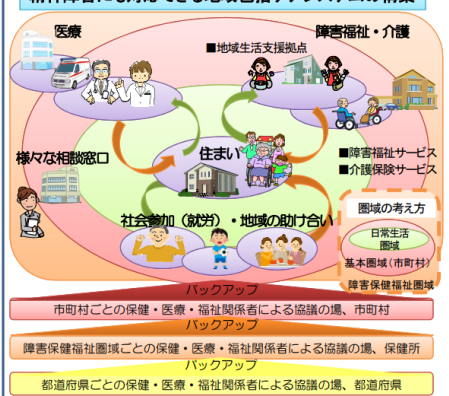 医療
障害福祉・介護
■地域生活支援拠点
様々な相談窓口
住まい
■障害福祉サービス
■介護保険サービス
社会参加（就労）・地域の助け合い
圏域の考え方
日常生活
圏域
基本圏域（市町村）
障害保健福祉圏域
バックアップ
市町村ごとの保健・医療・福祉関係者による協議の場、市町村
バックアップ
障害保健福祉圏域ごとの保健・医療・福祉関係者による協議の場、保健所
バックアップ
都道府県ごとの保健・医療・福祉関係者による協議の場、都道府県